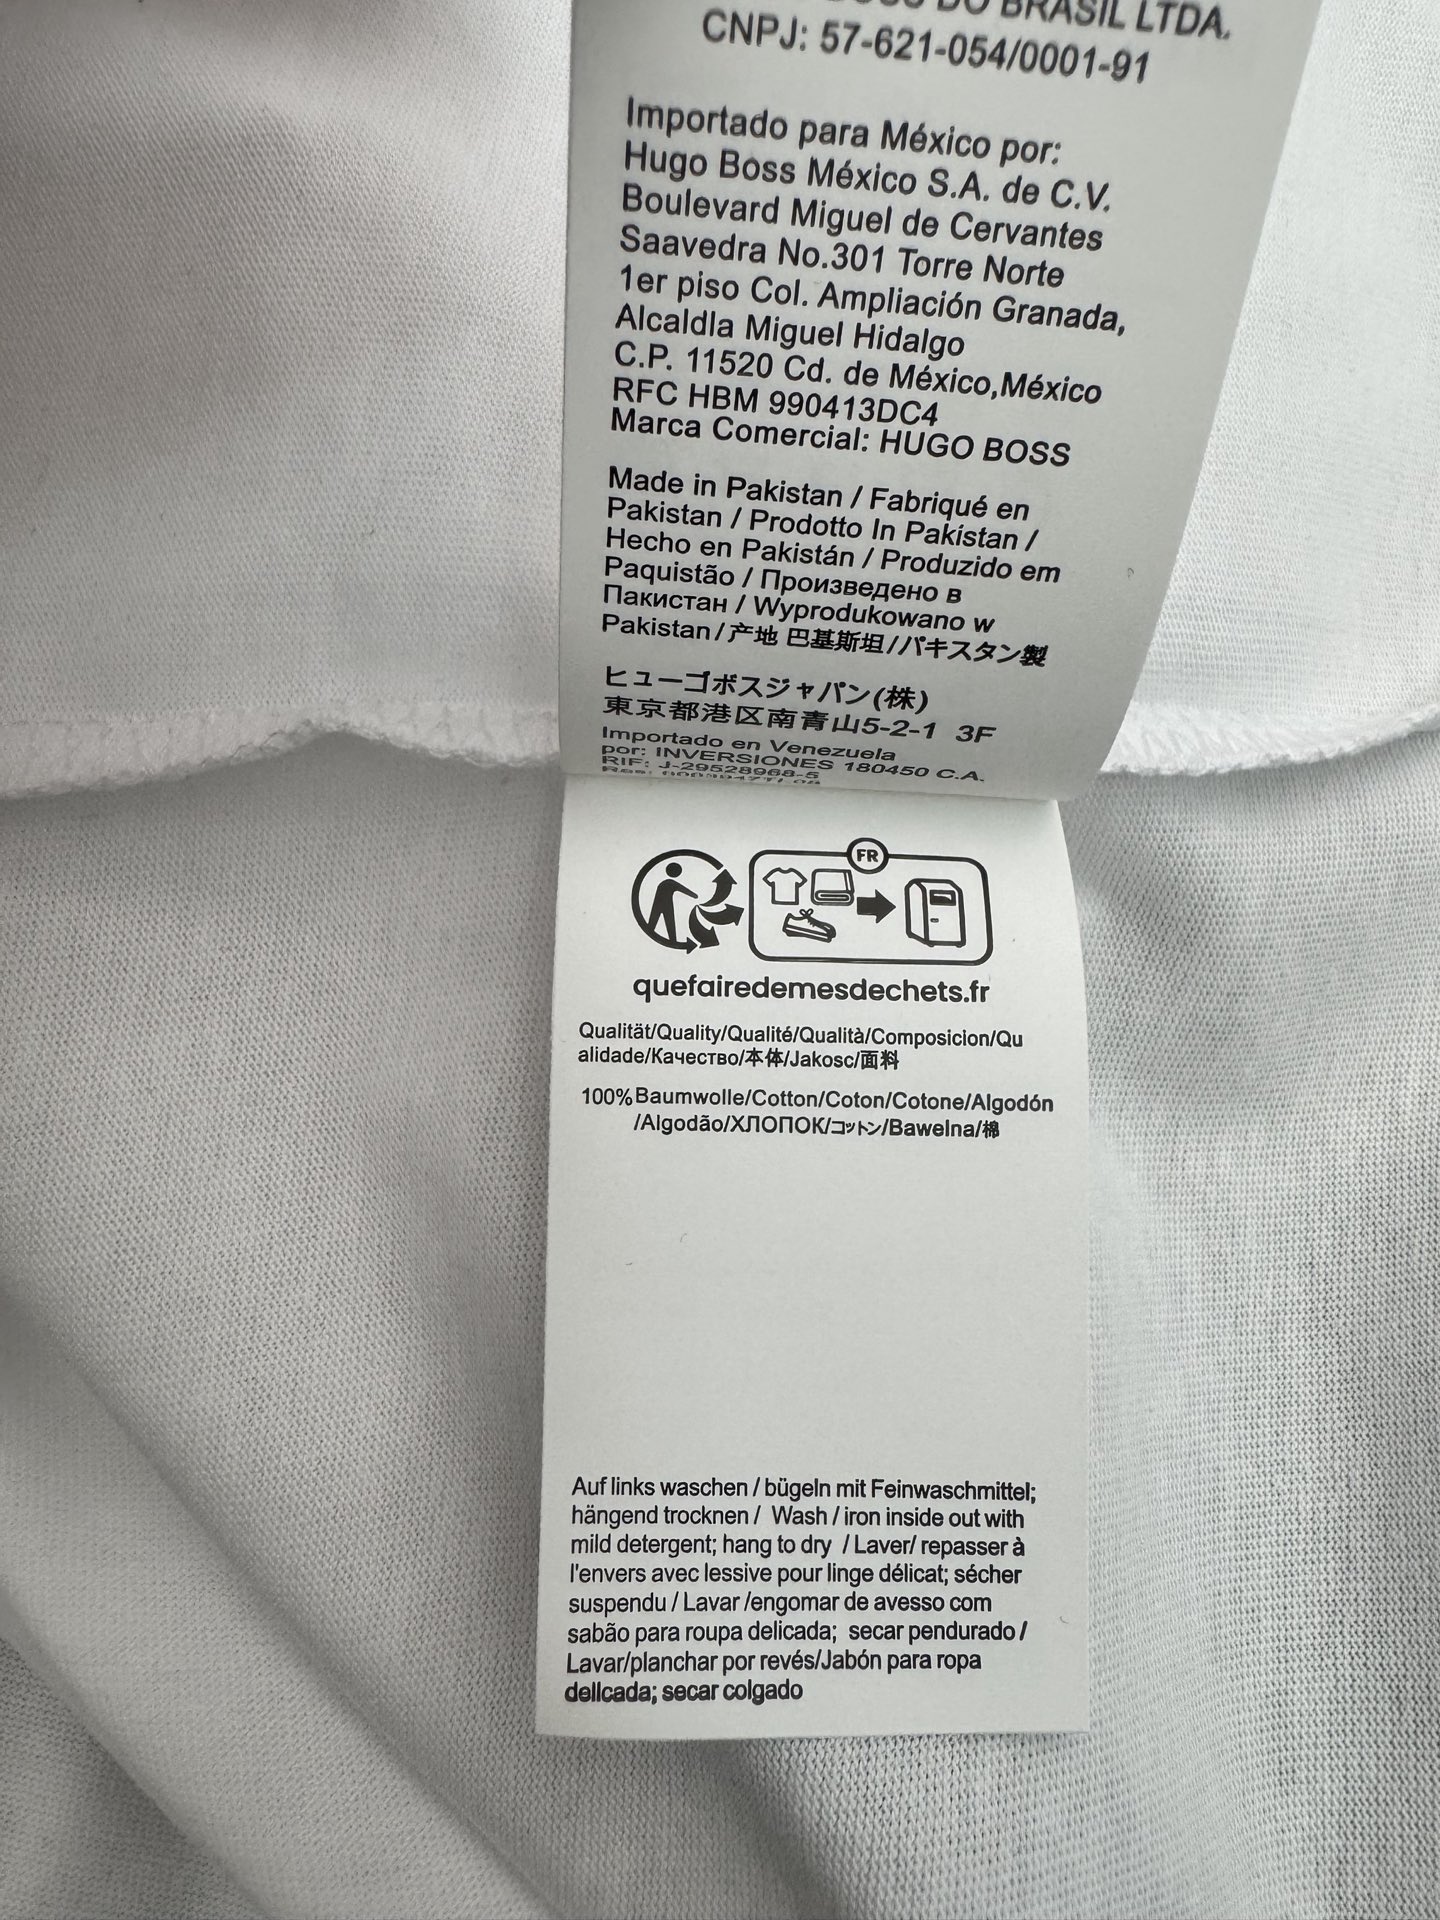 DO BRASIL LTDA.
CNPJ: 57-621-054/0001-91
Importado para México por:
Hugo Boss México S.A. de C.V.
Boulevard Miguel de Cervantes
Saavedra No.301 Torre Norte
1er piso Col. Ampliación Granada,
Alcaldla Miguel Hidalgo
C.P. 11520 Cd. de México,México
RFC HBM 990413DC4
Marca Comercial: HUGO BOSS
Made in Pakistan / Fabriqué en
Pakistan / Prodotto In Pakistan /
Hecho en Pakistán / Produzido em
Paquistão / Произведено в
Пакистан / Wyprodukowano w
Pakistan / 产地 巴基斯坦 / パキスタン製
ヒューゴボスジャパン(株)
東京都港区南青山5-2-1 3F
Importado en Venezuela
por: INVERSIONES 180450 C.A.
RIF: J-29528968-5
FR
quefairedemesdechets.fr
Qualität/Quality/Qualité/Qualità/Composicion/Qu
alidade/Качество/本体/Jakosc/面料
100% Baumwolle/Cotton/Coton/Cotone/Algodón
/Algodão/ХЛОПОК/コットン/Bawelna/棉
Auf links waschen / bügeln mit Feinwaschmittel;
hängend trocknen / Wash / iron inside out with
mild detergent; hang to dry / Laver/ repasser à
l'envers avec lessive pour linge délicat; sécher
suspendu / Lavar /engomar de avesso com
sabão para roupa delicada; secar pendurado /
Lavar/planchar por revés/Jabón para ropa
dellcada; secar colgado